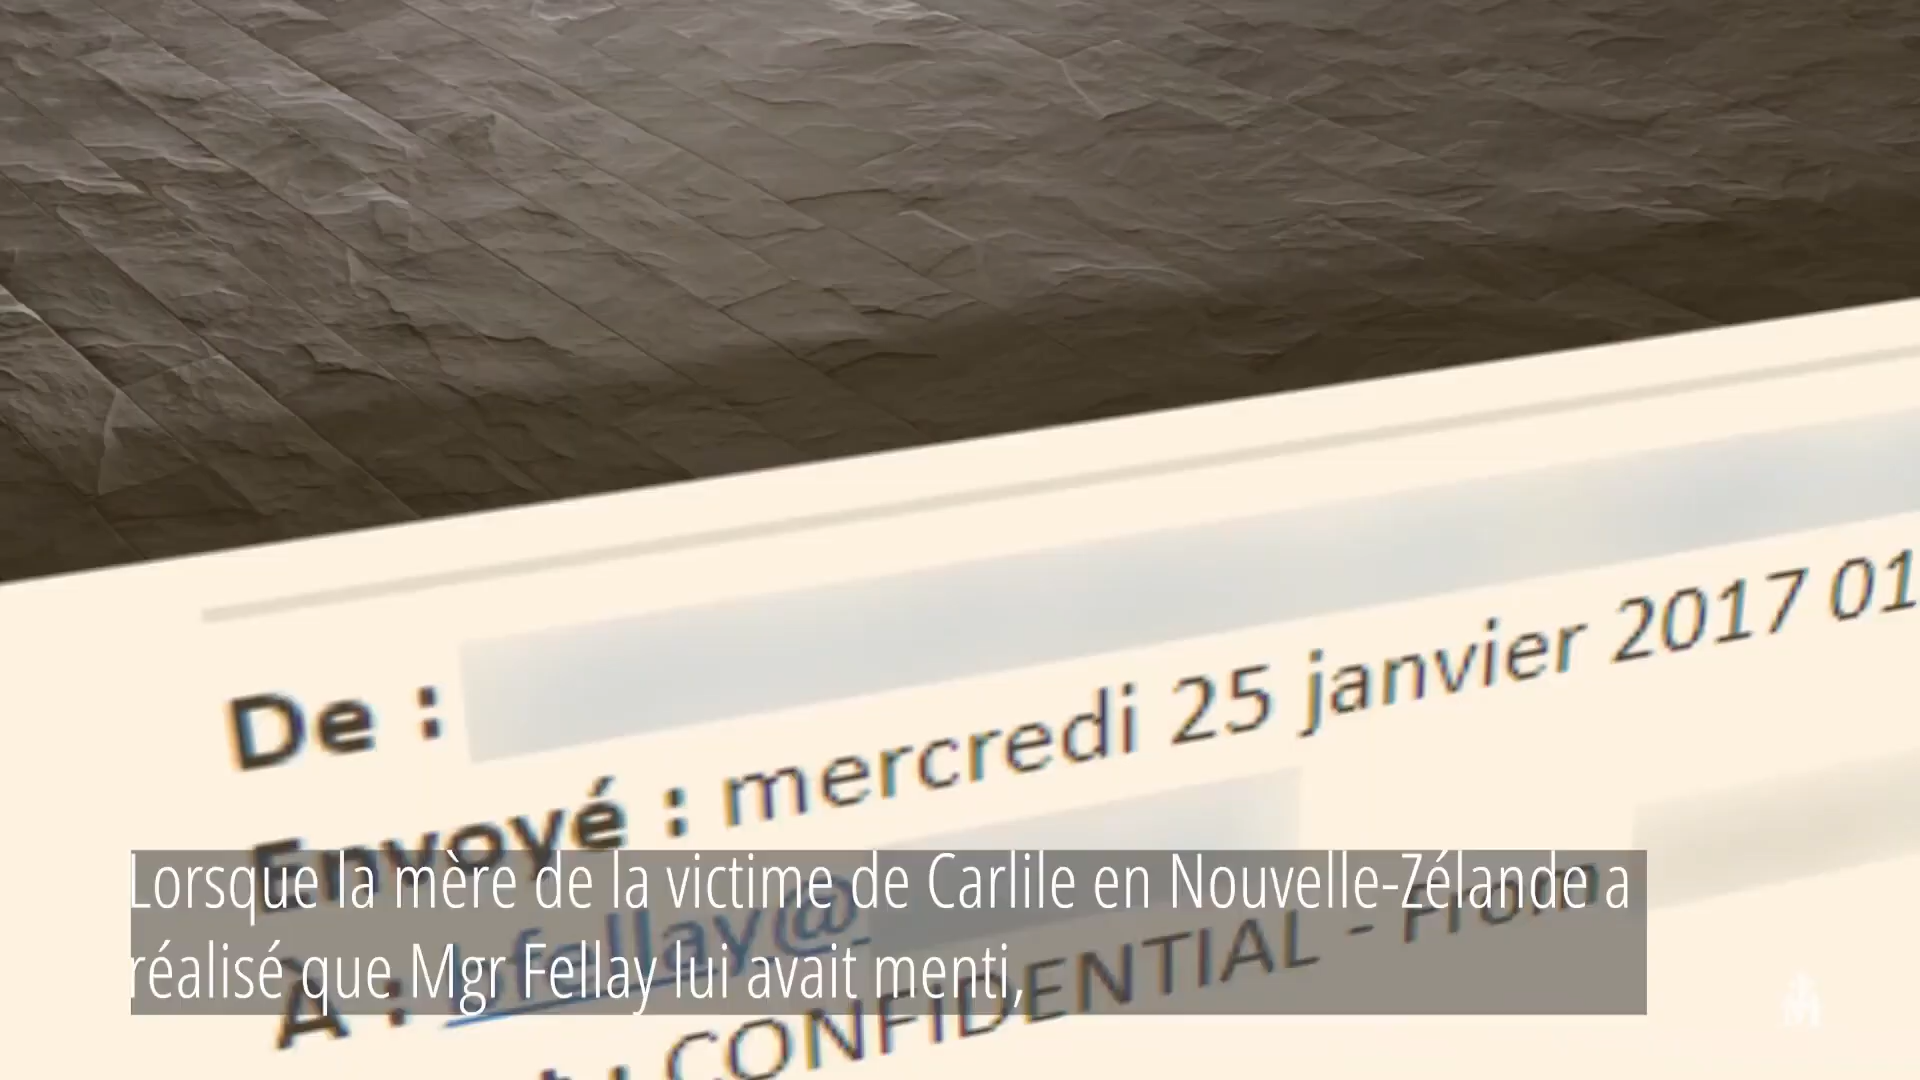 De :
Envoyé : mercredi 25 janvier 2017 01
A : fellay@
CONFIDENTIAL - From
Lorsque la mère de la victime de Carlile en Nouvelle-Zélande a
réalisé que Mgr Fellay lui avait menti,